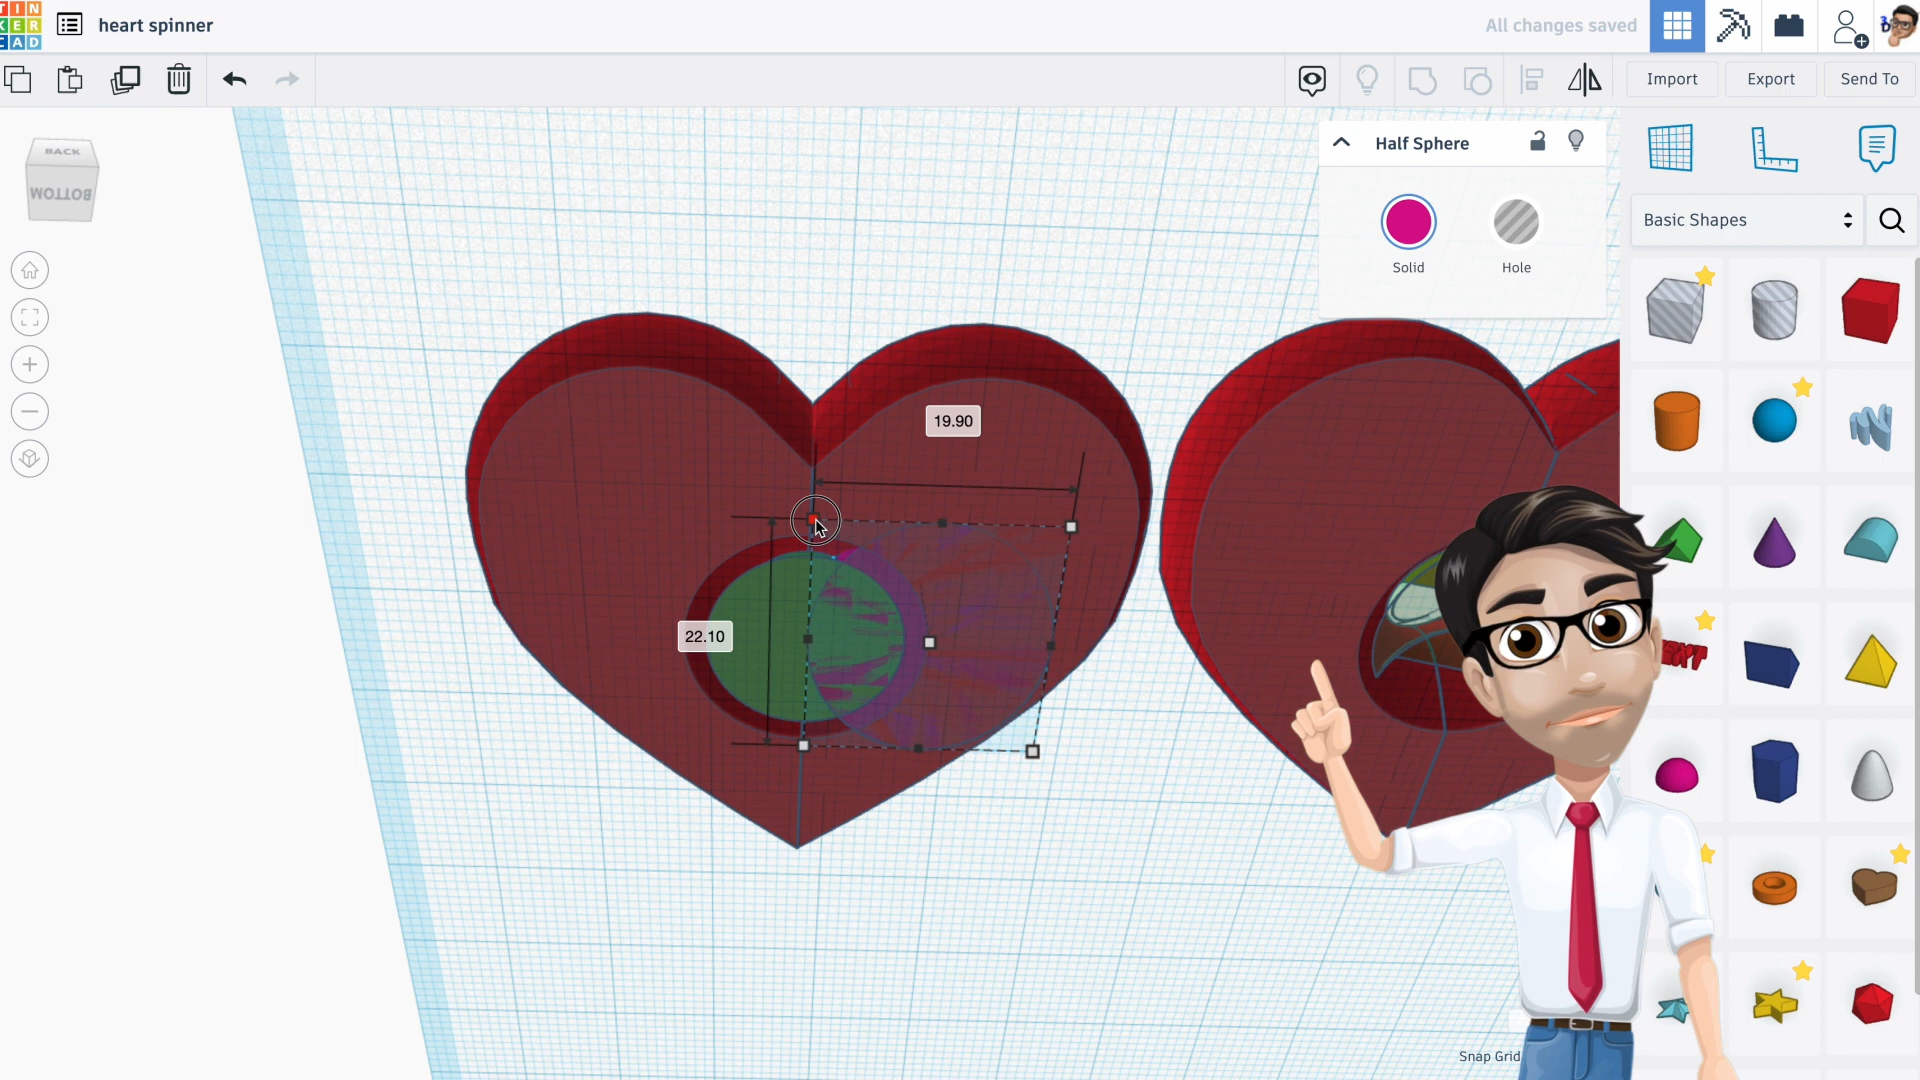 TIN
KER
CAD
heart spinner
All changes saved
Import
Export
Send To
BACK
BOTTOM
Half Sphere
Solid
Hole
Basic Shapes
19.90
22.10
Snap Grid